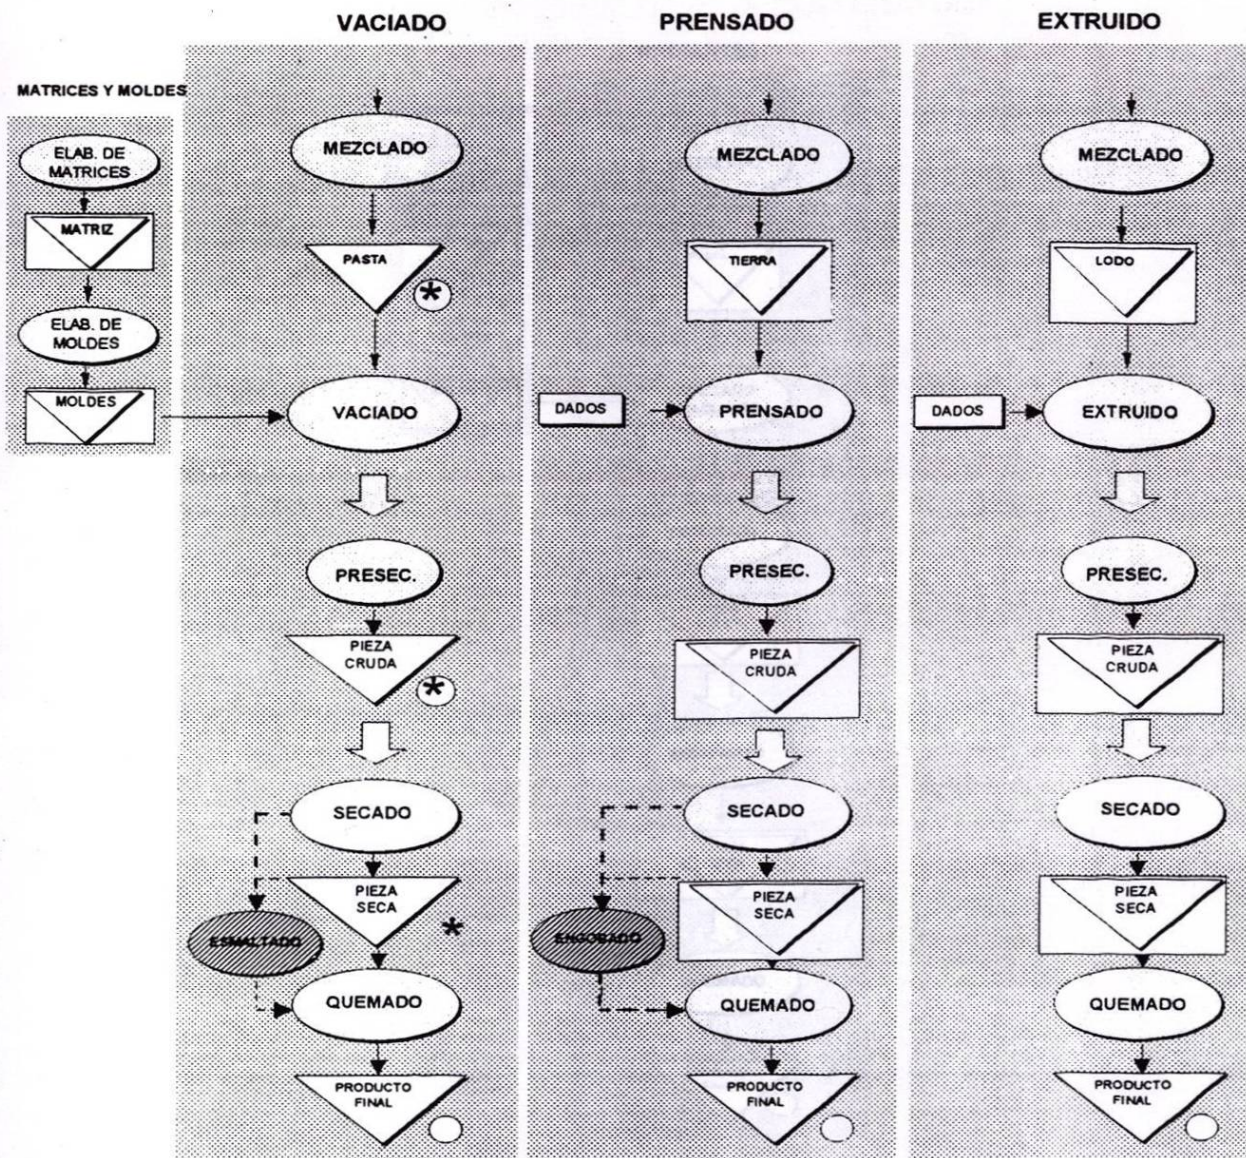 VACIADO
PRENSADO
EXTRUIDO
MATRICES Y MOLDES
ELAB. DE
MATRICES
MATRIZ
ELAB. DE
MOLDES
MOLDES
MEZCLADO
PASTA
*
VACIADO
PRESEC.
PIEZA
CRUDA
*
SECADO
PIEZA
SECA
*
ESMALTADO
QUEMADO
PRODUCTO
FINAL
MEZCLADO
TIERRA
DADOS
PRENSADO
PRESEC.
PIEZA
CRUDA
SECADO
PIEZA
SECA
ENGOBADO
QUEMADO
PRODUCTO
FINAL
MEZCLADO
LODO
DADOS
EXTRUIDO
PRESEC.
PIEZA
CRUDA
SECADO
PIEZA
SECA
QUEMADO
PRODUCTO
FINAL